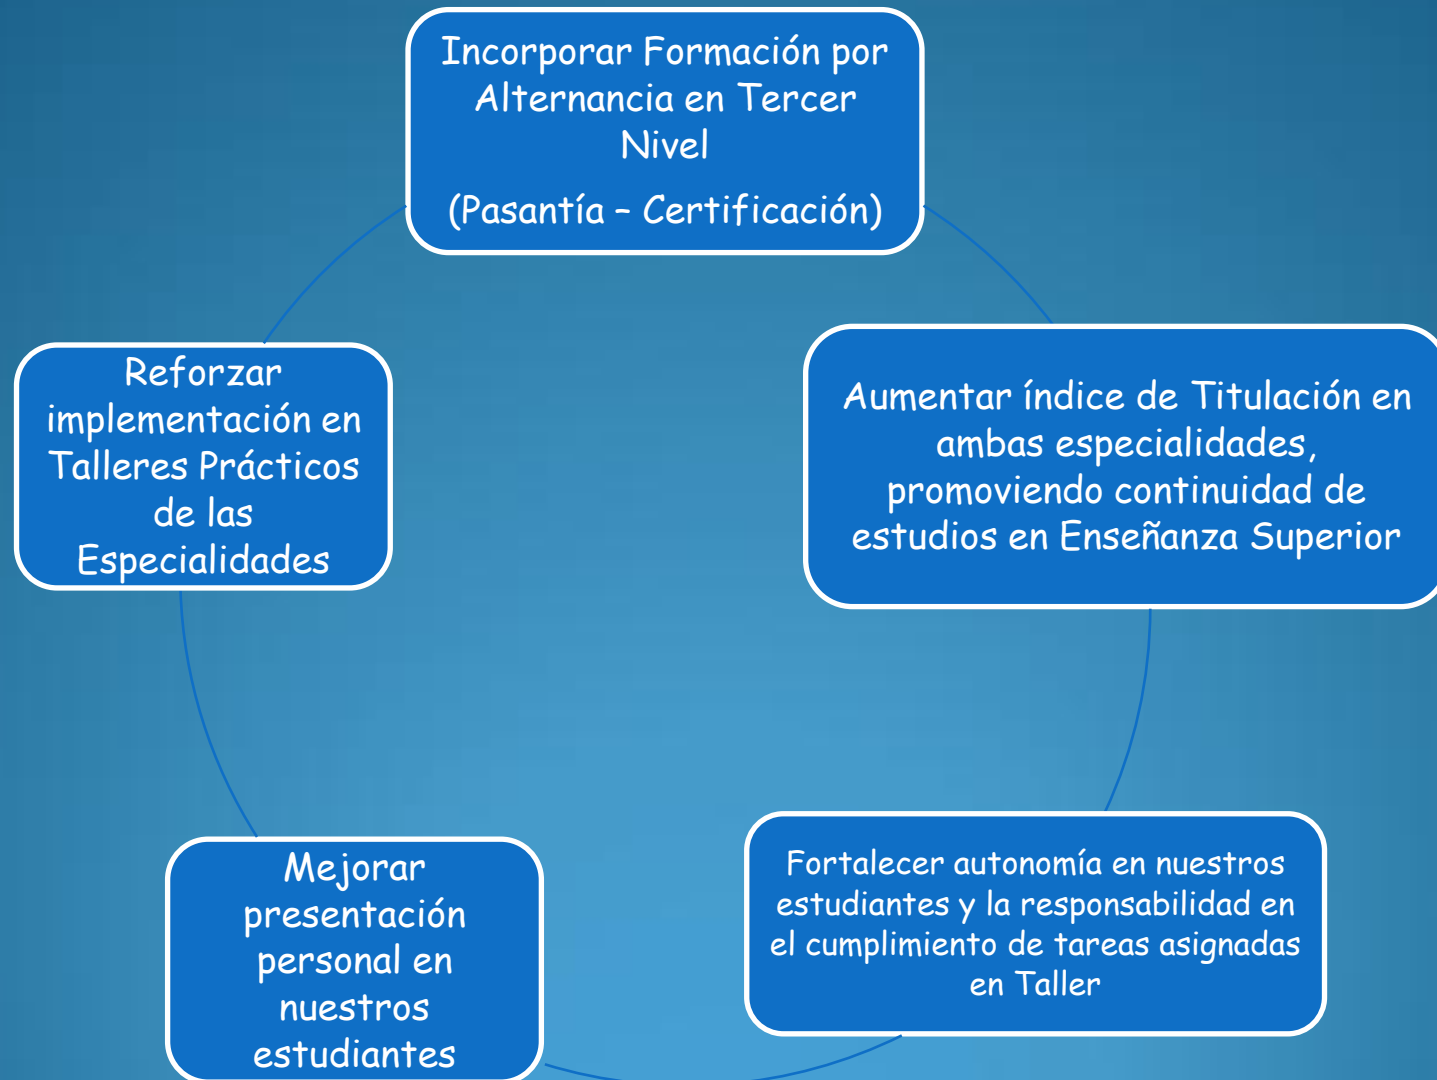 Incorporar Formación por
Alternancia en Tercer
Nivel
(Pasantía – Certificación)
Aumentar índice de Titulación en
ambas especialidades,
promoviendo continuidad de
estudios en Enseñanza Superior
Fortalecer autonomía en nuestros
estudiantes y la responsabilidad en
el cumplimiento de tareas asignadas
en Taller
Mejorar
presentación
personal en
nuestros
estudiantes
Reforzar
implementación en
Talleres Prácticos
de las
Especialidades